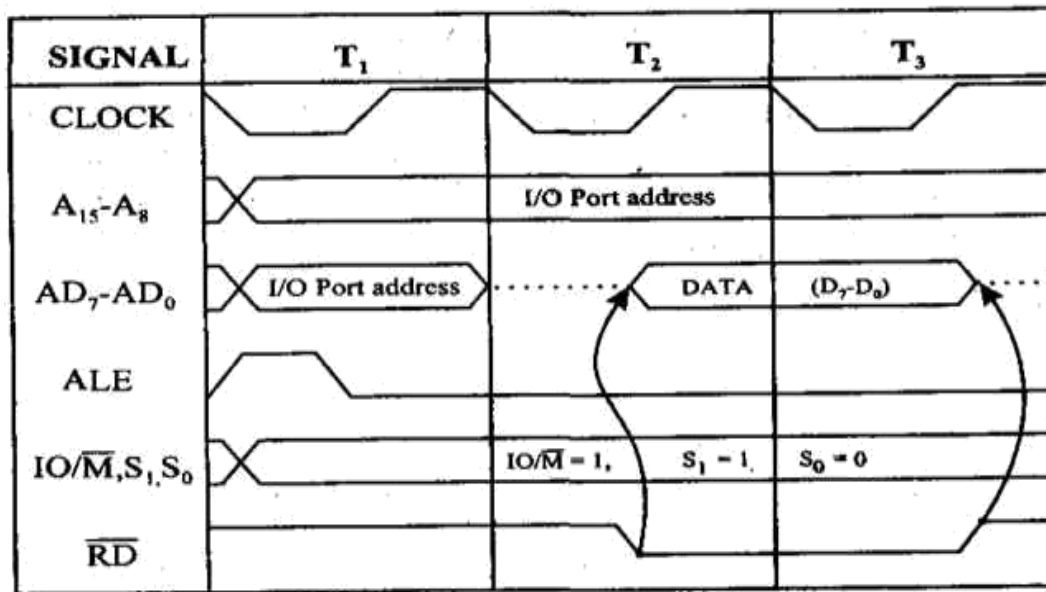 SIGNAL T₁ T₂ T₃
CLOCK
A₁₅-A₈ I/O Port address
AD₇-AD₀ I/O Port address DATA (D₇-D₀)
ALE
IO/M̅,S₁,S₀ IO/M̅ = 1, S₁ = 1, S₀ = 0
R̅D̅